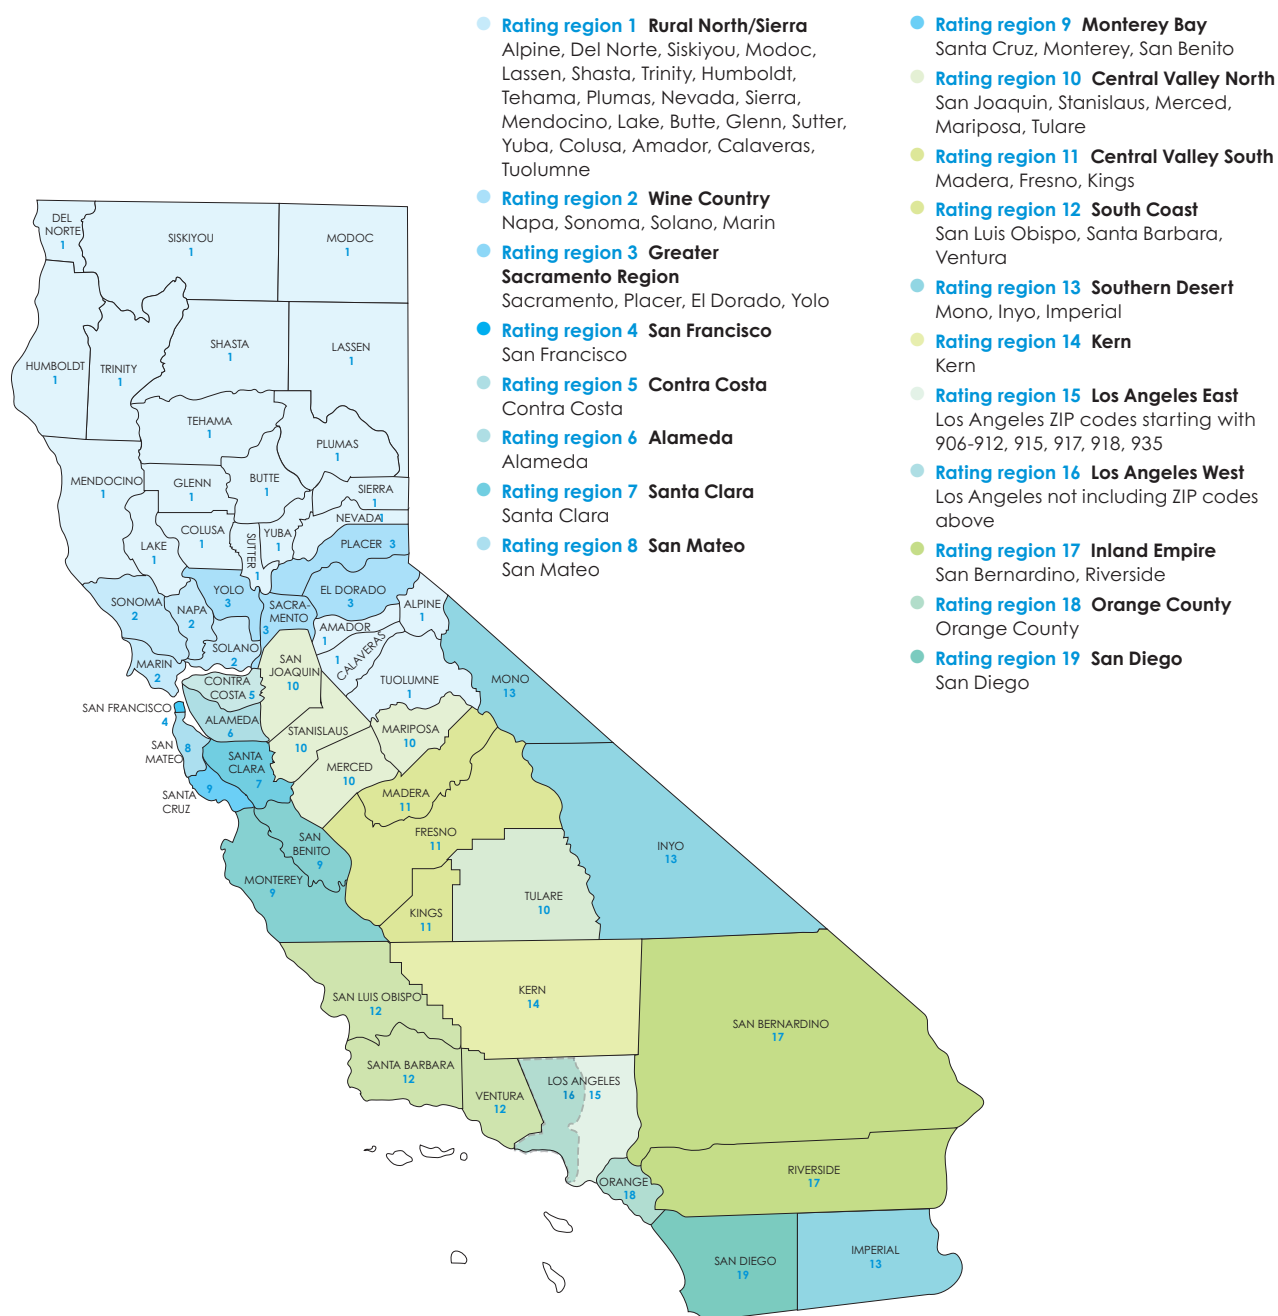 Rating region 1 Rural North/Sierra
Alpine, Del Norte, Siskiyou, Modoc,
Lassen, Shasta, Trinity, Humboldt,
Tehama, Plumas, Nevada, Sierra,
Mendocino, Lake, Butte, Glenn, Sutter,
Yuba, Colusa, Amador, Calaveras,
Tuolumne
Rating region 2 Wine Country
Napa, Sonoma, Solano, Marin
Rating region 3 Greater
Sacramento Region
Sacramento, Placer, El Dorado, Yolo
Rating region 4 San Francisco
San Francisco
Rating region 5 Contra Costa
Contra Costa
Rating region 6 Alameda
Alameda
Rating region 7 Santa Clara
Santa Clara
Rating region 8 San Mateo
San Mateo
Rating region 9 Monterey Bay
Santa Cruz, Monterey, San Benito
Rating region 10 Central Valley North
San Joaquin, Stanislaus, Merced,
Mariposa, Tulare
Rating region 11 Central Valley South
Madera, Fresno, Kings
Rating region 12 South Coast
San Luis Obispo, Santa Barbara,
Ventura
Rating region 13 Southern Desert
Mono, Inyo, Imperial
Rating region 14 Kern
Kern
Rating region 15 Los Angeles East
Los Angeles ZIP codes starting with
906-912, 915, 917, 918, 935
Rating region 16 Los Angeles West
Los Angeles not including ZIP codes
above
Rating region 17 Inland Empire
San Bernardino, Riverside
Rating region 18 Orange County
Orange County
Rating region 19 San Diego
San Diego
DEL
NORTE
1
SISKIYOU
1
MODOC
1
HUMBOLDT
1
TRINITY
1
SHASTA
1
LASSEN
1
TEHAMA
1
PLUMAS
1
MENDOCINO
1
GLENN
1
BUTTE
1
SIERRA
1
NEVADA 1
COLUSA
1
LAKE
1
SUTTER
1
YUBA
1
PLACER 3
SONOMA
2
NAPA
2
YOLO
3
SACRA-
MENTO
3
EL DORADO
3
ALPINE
1
AMADOR
1
CALAVERAS
1
SOLANO
2
MARIN
2
SAN
JOAQUIN
10
TUOLUMNE
1
MONO
13
CONTRA
COSTA 5
SAN FRANCISCO
4
ALAMEDA
6
STANISLAUS
10
MARIPOSA
10
SAN
MATEO
8
SANTA
CLARA
7
MERCED
10
SANTA
CRUZ
9
MADERA
11
FRESNO
11
SAN
BENITO
9
INYO
13
MONTEREY
9
TULARE
10
KINGS
11
SAN LUIS OBISPO
12
KERN
14
SAN BERNARDINO
17
SANTA BARBARA
12
VENTURA
12
LOS ANGELES
16 15
RIVERSIDE
17
ORANGE
18
SAN DIEGO
19
IMPERIAL
13